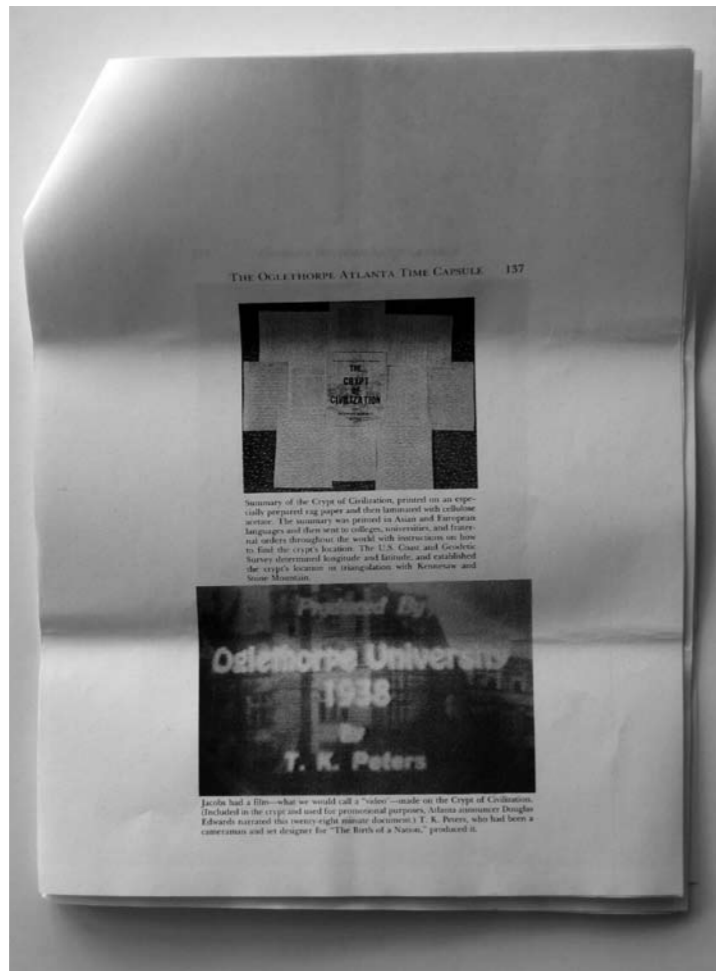 THE OGLETHORPE ATLANTA TIME CAPSULE 137
THE
CRYPT
OF
CIVILIZATION
Summary of the Crypt of Civilization, printed on an espe-
cially prepared rag paper and then laminated with cellulose
acetate. The summary was printed in Asian and European
languages and then sent to colleges, universities, and frater-
nal orders throughout the world with instructions on how
to find the crypt's location. The U.S. Coast and Geodetic
Survey determined longitude and latitude, and established
the crypt's location in triangulation with Kennesaw and
Stone Mountain.
Produced By
Oglethorpe University
1938
By
T. K. Peters
Jacobs had a film—what we would call a "video"—made on the Crypt of Civilization.
(Included in the crypt and used for promotional purposes, Atlanta announcer Douglas
Edwards narrated this twenty-eight minute document.) T. K. Peters, who had been a
cameraman and set designer for "The Birth of a Nation," produced it.